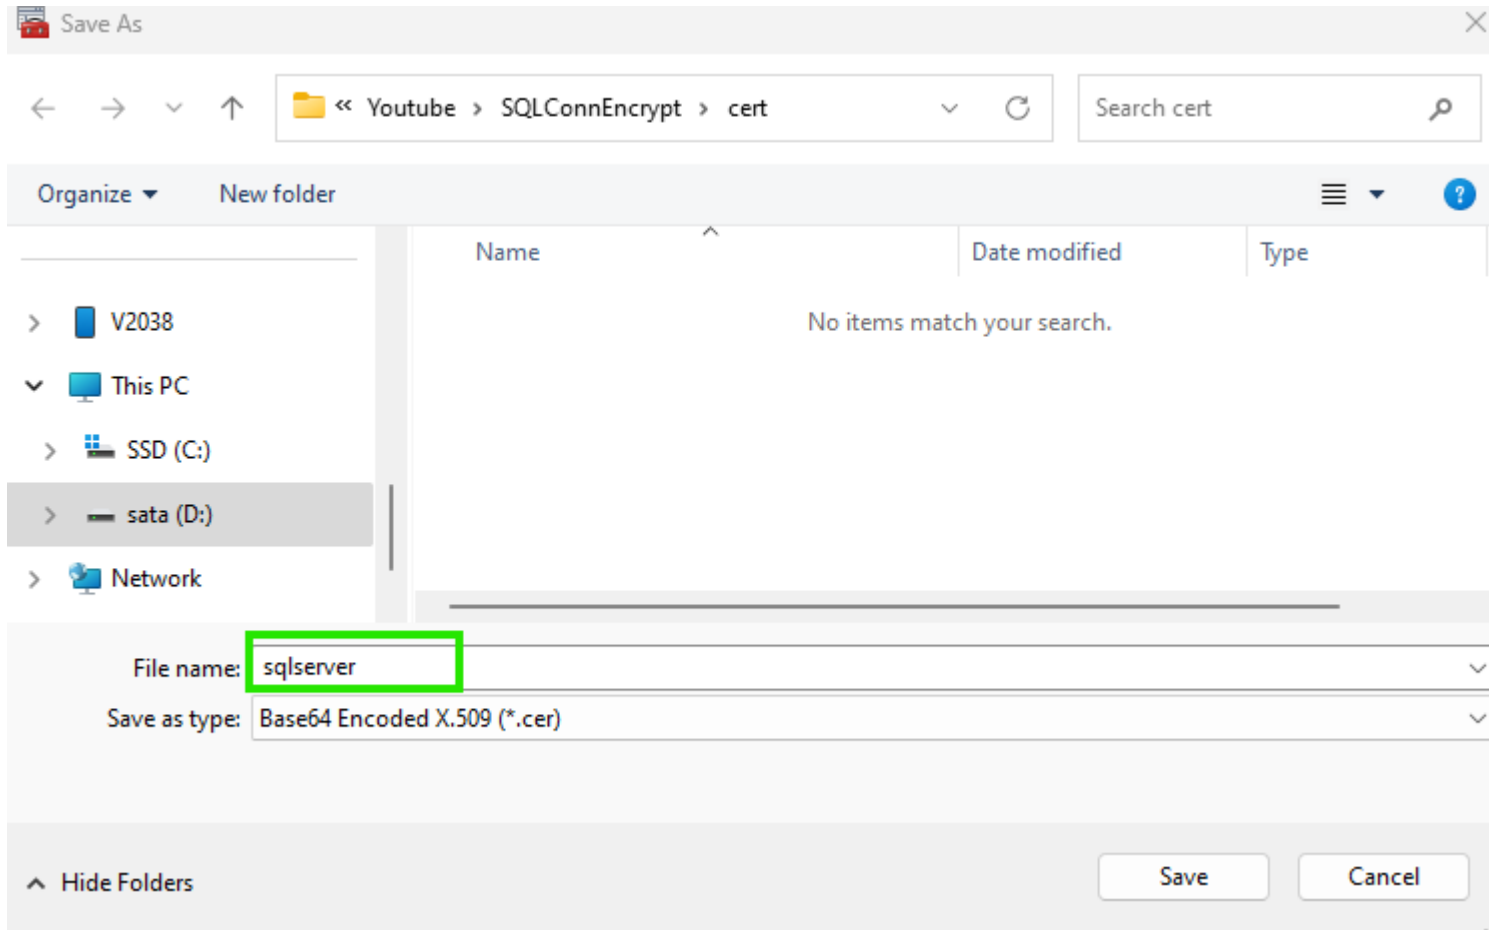 Save As
« Youtube > SQLConnEncrypt > cert
Search cert
Organize
New folder
?
Name
Date modified
Type
No items match your search.
V2038
This PC
SSD (C:)
sata (D:)
Network
File name: sqlserver
Save as type: Base64 Encoded X.509 (*.cer)
Hide Folders
Save
Cancel